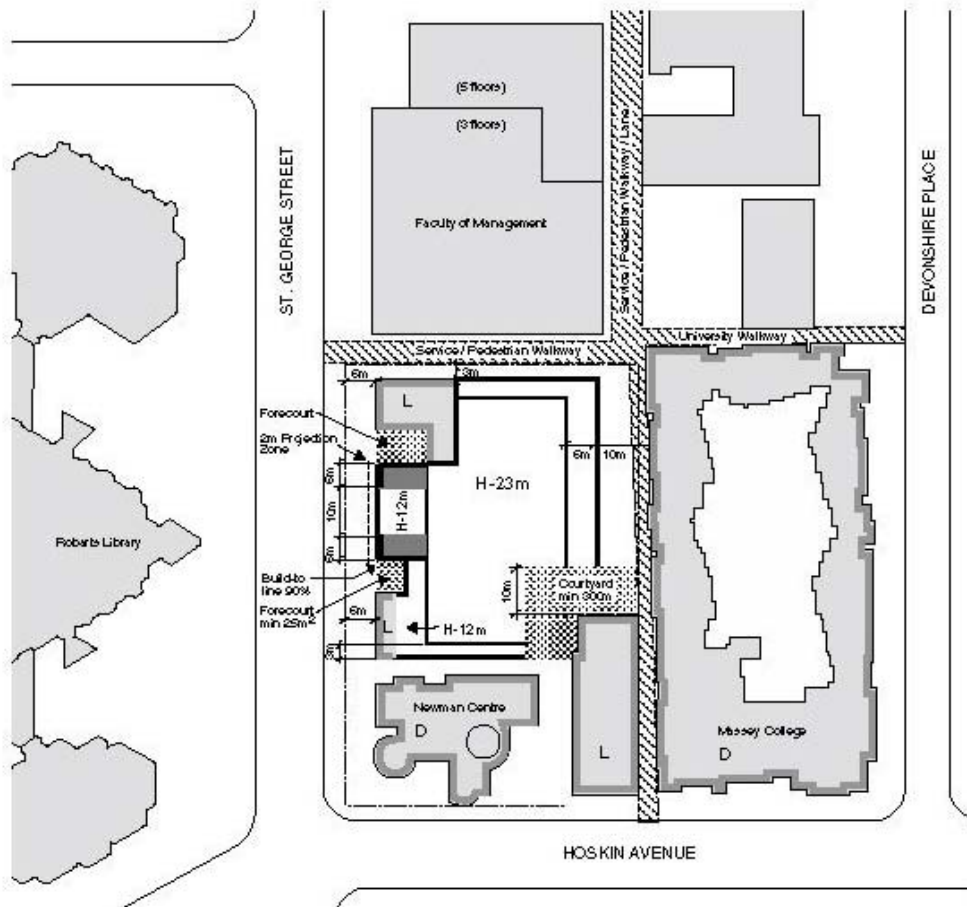 (5 floors)
(3 floors)
Faculty of Management
ST. GEORGE STREET
Service / Pedestrian Walkway / Lane
DEVONSHIRE PLACE
University Walkway
Service / Pedestrian Walkway
6m
3m
L
Forecourt
2m Projection
Zone
6m
10m
H-23m
6m
10m
H-12m
Roberts Library
6m
Build-to
line 90%
Courtyard
min 300m
10m
Forecourt
min 25m²
6m
L
H-12m
3m
Newman Centre
D
L
Massey College
D
HOSKIN AVENUE